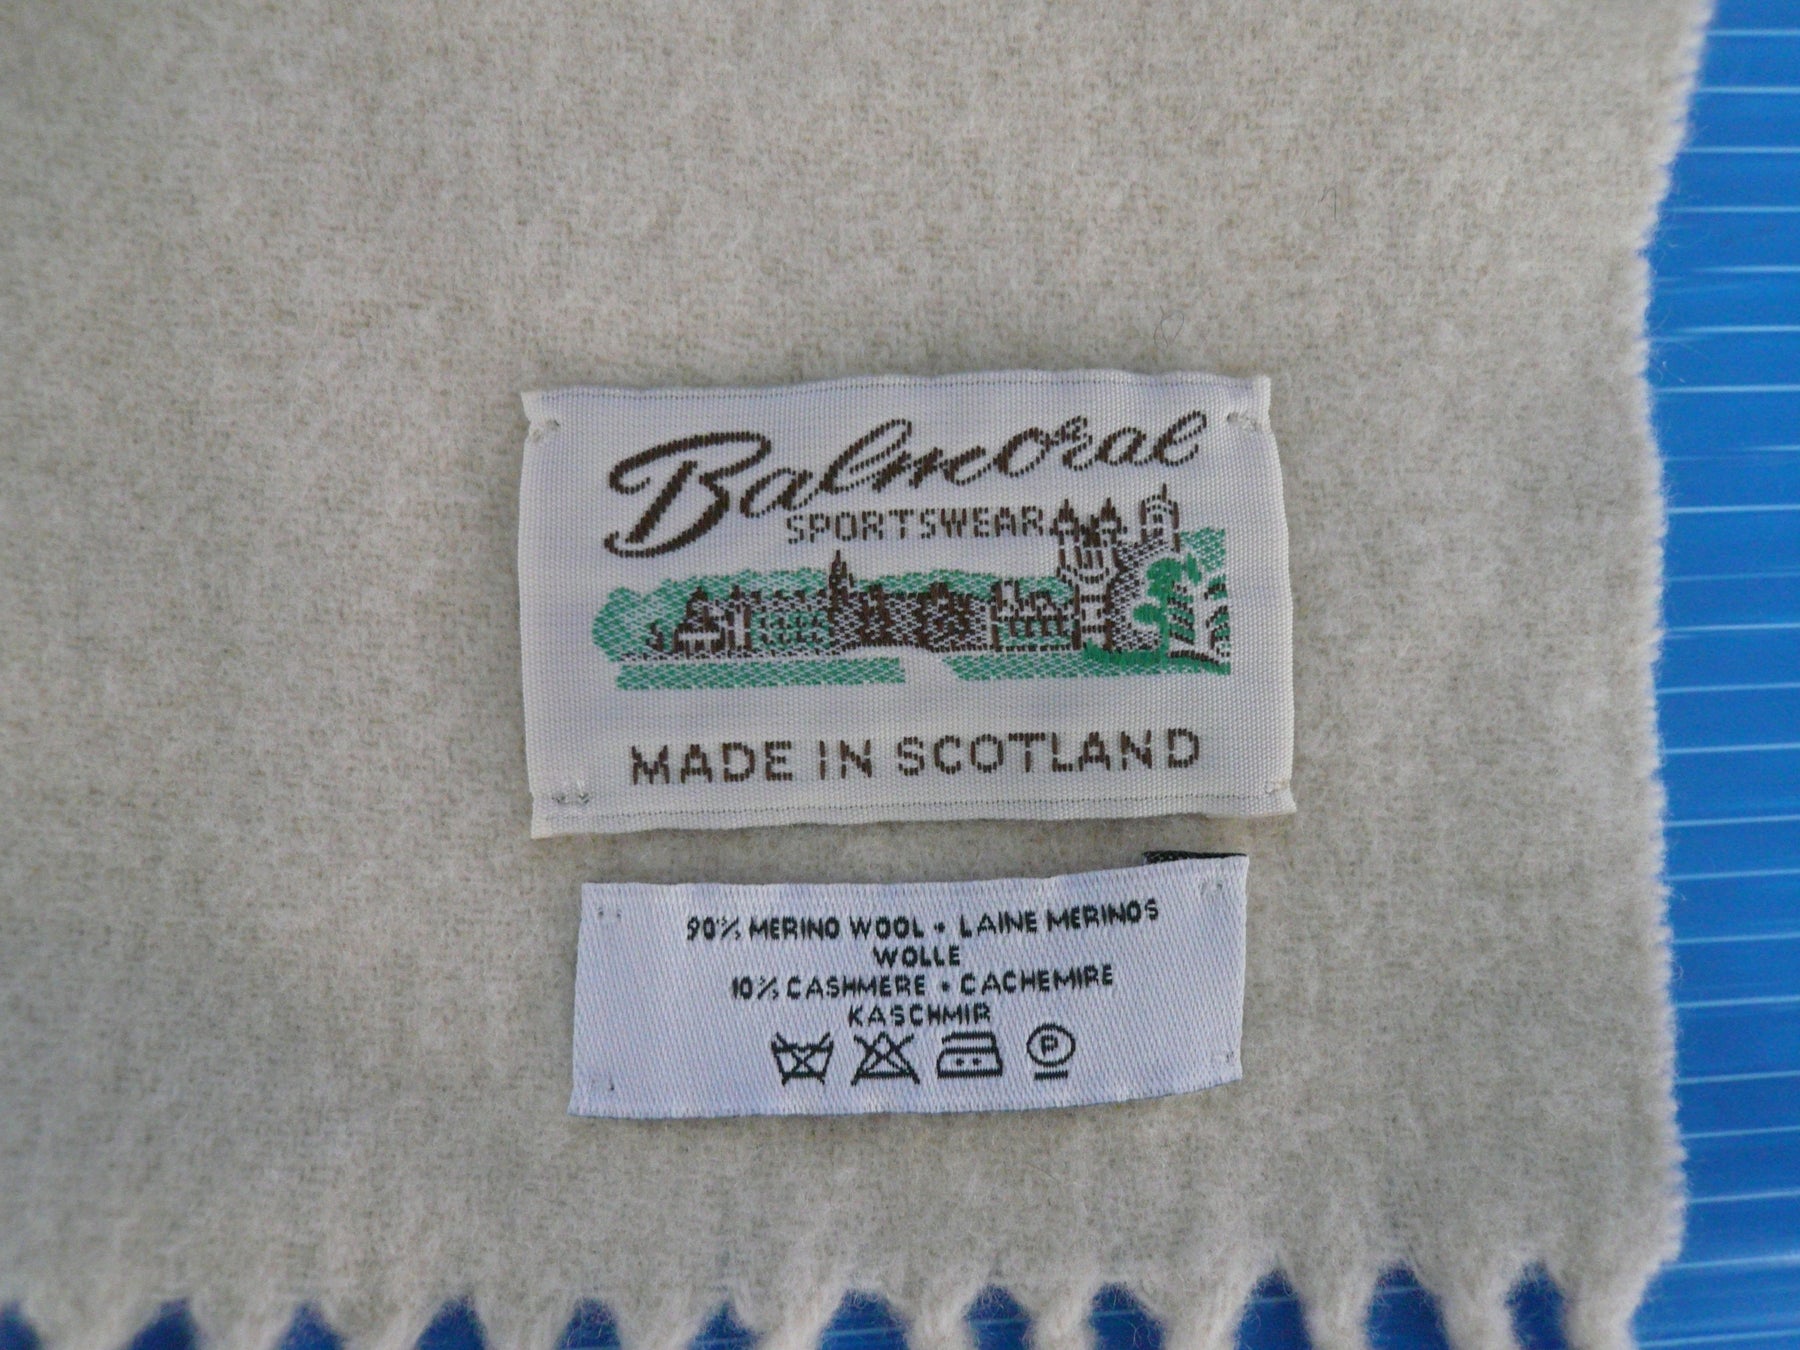 Balmoral
SPORTSWEAR
MADE IN SCOTLAND
90% MERINO WOOL • LAINE MERINOS
WOLLE
10% CASHMERE • CACHEMIRE
KASCHMIR
P